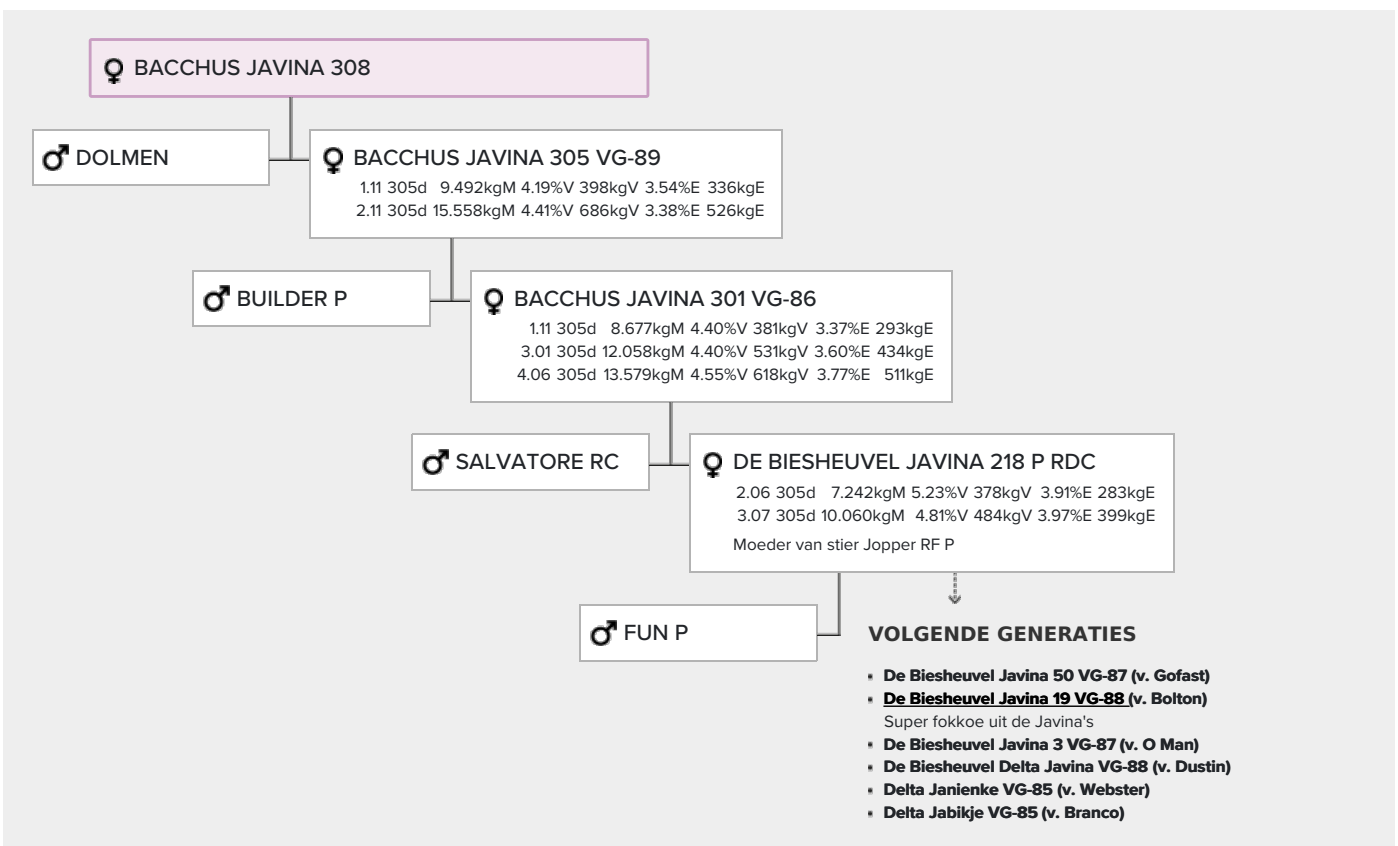 BACCHUS JAVINA 308
DOLMEN
BACCHUS JAVINA 305 VG-89
1.11 305d 9.492kgM 4.19%V 398kgV 3.54%E 336kgE
2.11 305d 15.558kgM 4.41%V 686kgV 3.38%E 526kgE
BUILDER P
BACCHUS JAVINA 301 VG-86
1.11 305d 8.677kgM 4.40%V 381kgV 3.37%E 293kgE
3.01 305d 12.058kgM 4.40%V 531kgV 3.60%E 434kgE
4.06 305d 13.579kgM 4.55%V 618kgV 3.77%E 511kgE
SALVATORE RC
DE BIESHEUVEL JAVINA 218 P RDC
2.06 305d 7.242kgM 5.23%V 378kgV 3.91%E 283kgE
3.07 305d 10.060kgM 4.81%V 484kgV 3.97%E 399kgE
Moeder van stier Jopper RF P
FUN P
VOLGENDE GENERATIES
De Biesheuvel Javina 50 VG-87 (v. Gofast)
De Biesheuvel Javina 19 VG-88 (v. Bolton)
Super fokkoe uit de Javina's
De Biesheuvel Javina 3 VG-87 (v. O Man)
De Biesheuvel Delta Javina VG-88 (v. Dustin)
Delta Janienke VG-85 (v. Webster)
Delta Jabikje VG-85 (v. Branco)